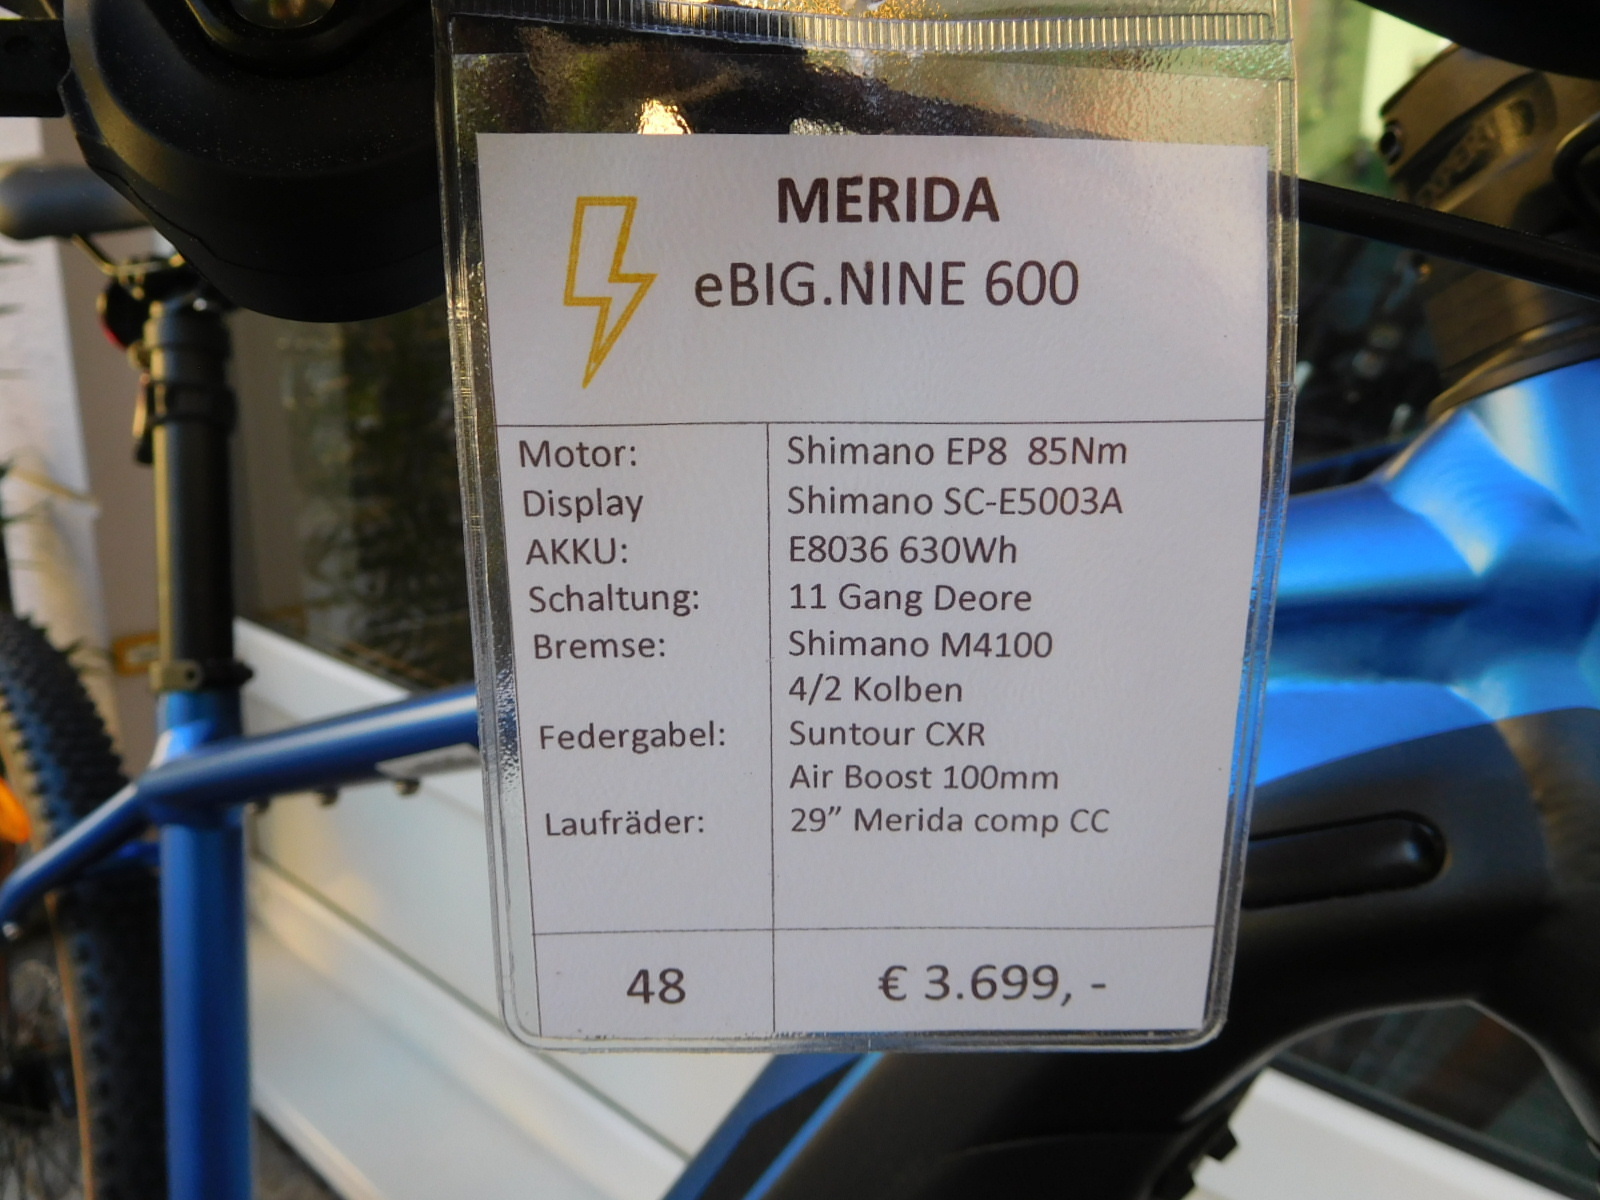 MERIDA
eBIG.NINE 600
Motor: Shimano EP8 85Nm
Display Shimano SC-E5003A
AKKU: E8036 630Wh
Schaltung: 11 Gang Deore
Bremse: Shimano M4100
4/2 Kolben
Federgabel: Suntour CXR
Air Boost 100mm
Laufräder: 29” Merida comp CC
48 € 3.699, -